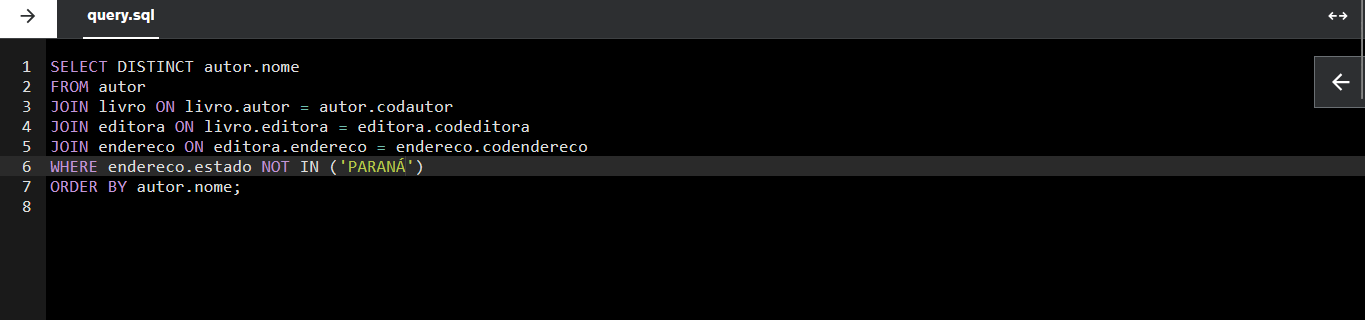 query.sql
1 SELECT DISTINCT autor.nome
2 FROM autor
3 JOIN livro ON livro.autor = autor.codautor
4 JOIN editora ON livro.editora = editora.codeditora
5 JOIN endereco ON editora.endereco = endereco.codendereco
6 WHERE endereco.estado NOT IN ('PARANÁ')
7 ORDER BY autor.nome;
8